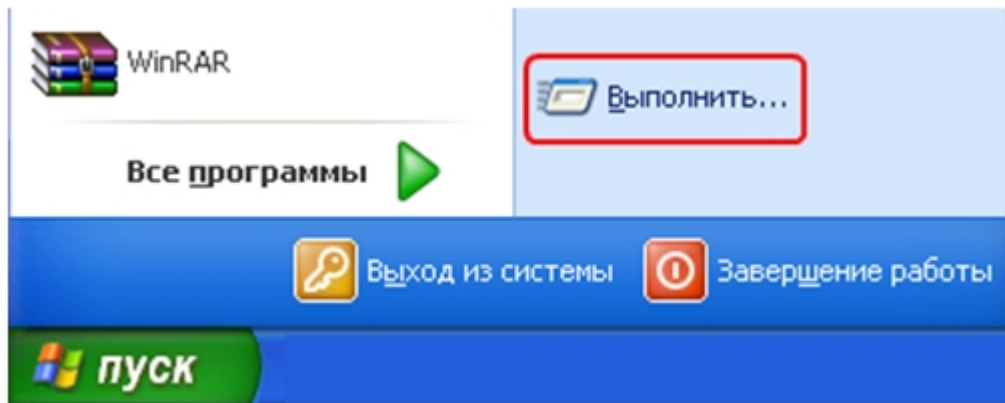 WinRAR
Выполнить...
Все программы
Выход из системы
Завершение работы
пуск